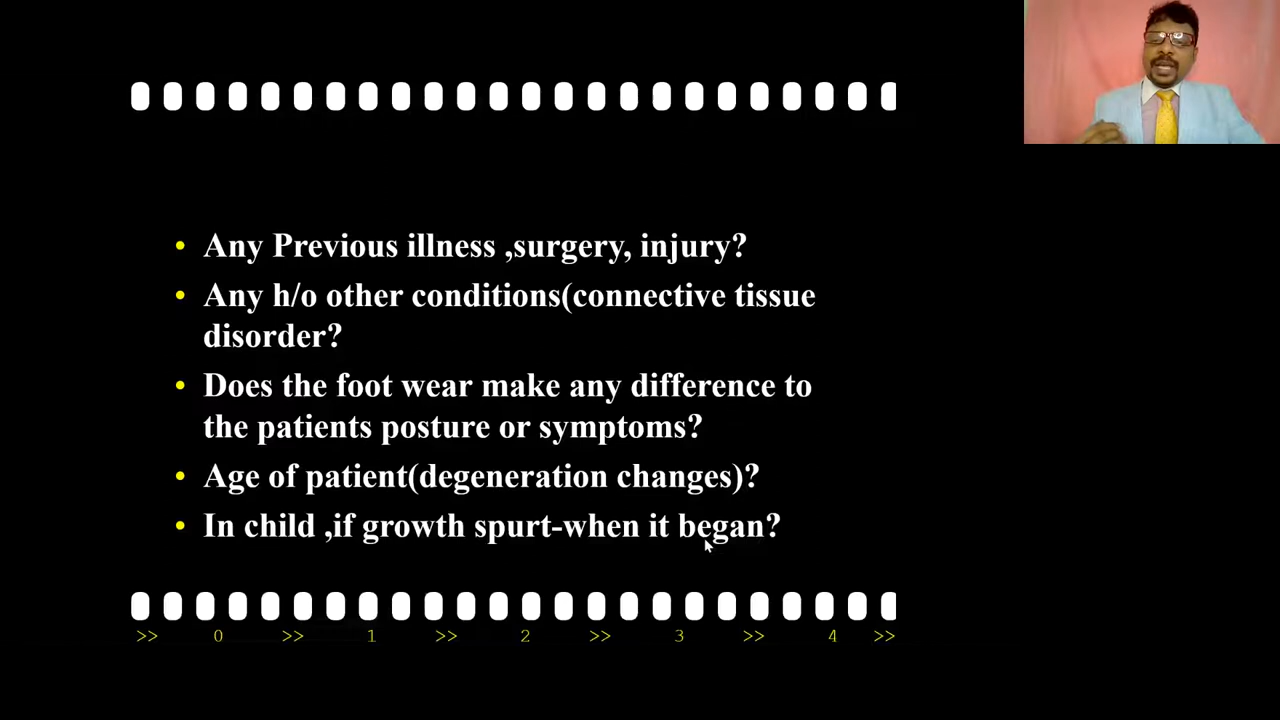 • Any Previous illness ,surgery, injury?
• Any h/o other conditions(connective tissue
disorder?
• Does the foot wear make any difference to
the patients posture or symptoms?
• Age of patient(degeneration changes)?
• In child ,if growth spurt-when it began?
>> 0 >> 1 >> 2 >> 3 >> 4 >>